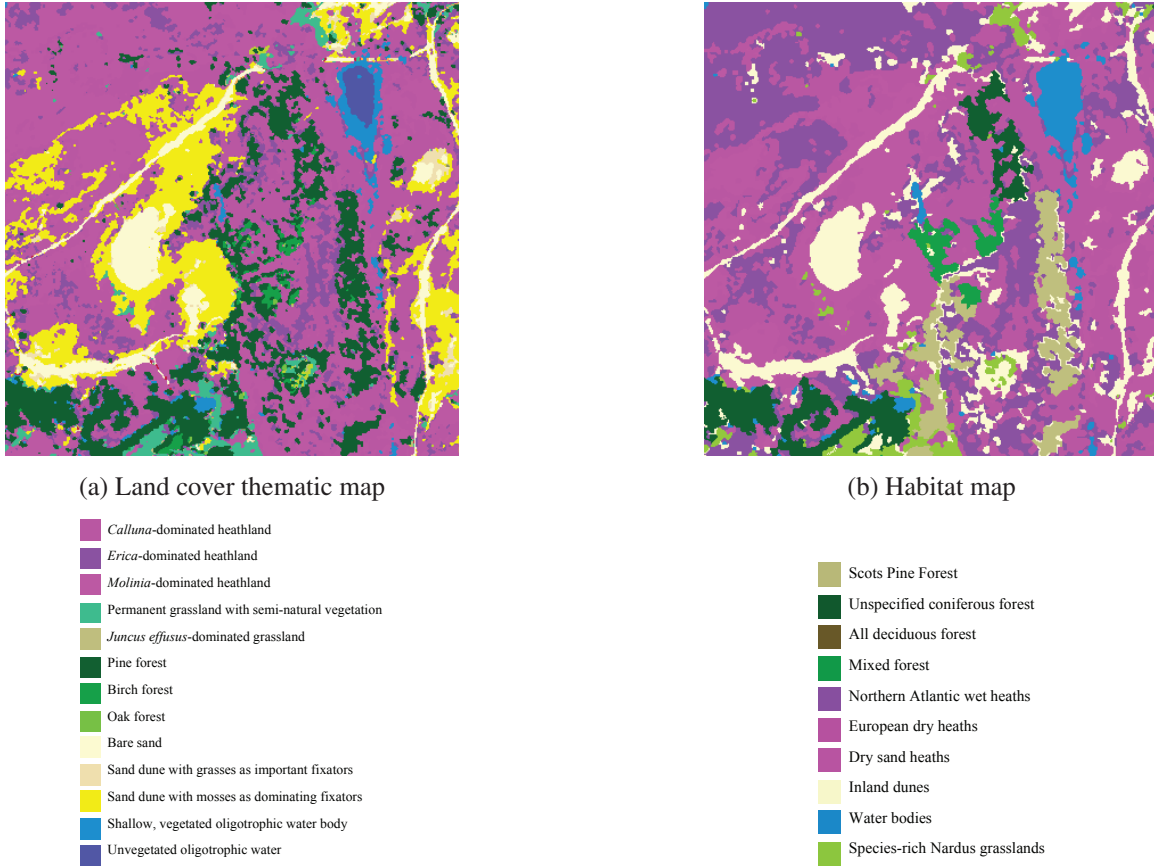 (a) Land cover thematic map
Calluna-dominated heathland
Erica-dominated heathland
Molinia-dominated heathland
Permanent grassland with semi-natural vegetation
Juncus effusus-dominated grassland
Pine forest
Birch forest
Oak forest
Bare sand
Sand dune with grasses as important fixators
Sand dune with mosses as dominating fixators
Shallow, vegetated oligotrophic water body
Unvegetated oligotrophic water
(b) Habitat map
Scots Pine Forest
Unspecified coniferous forest
All deciduous forest
Mixed forest
Northern Atlantic wet heaths
European dry heaths
Dry sand heaths
Inland dunes
Water bodies
Species-rich Nardus grasslands